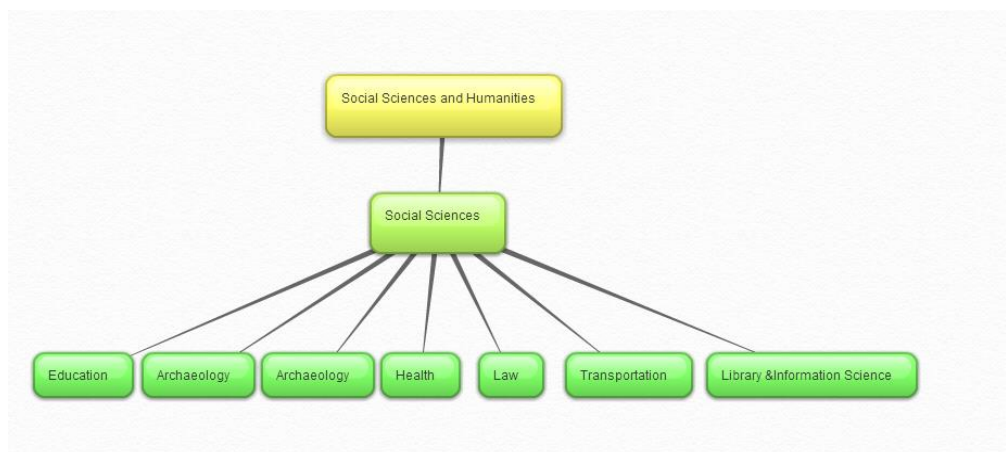 Social Sciences and Humanities
Social Sciences
Education
Archaeology
Archaeology
Health
Law
Transportation
Library &Information Science